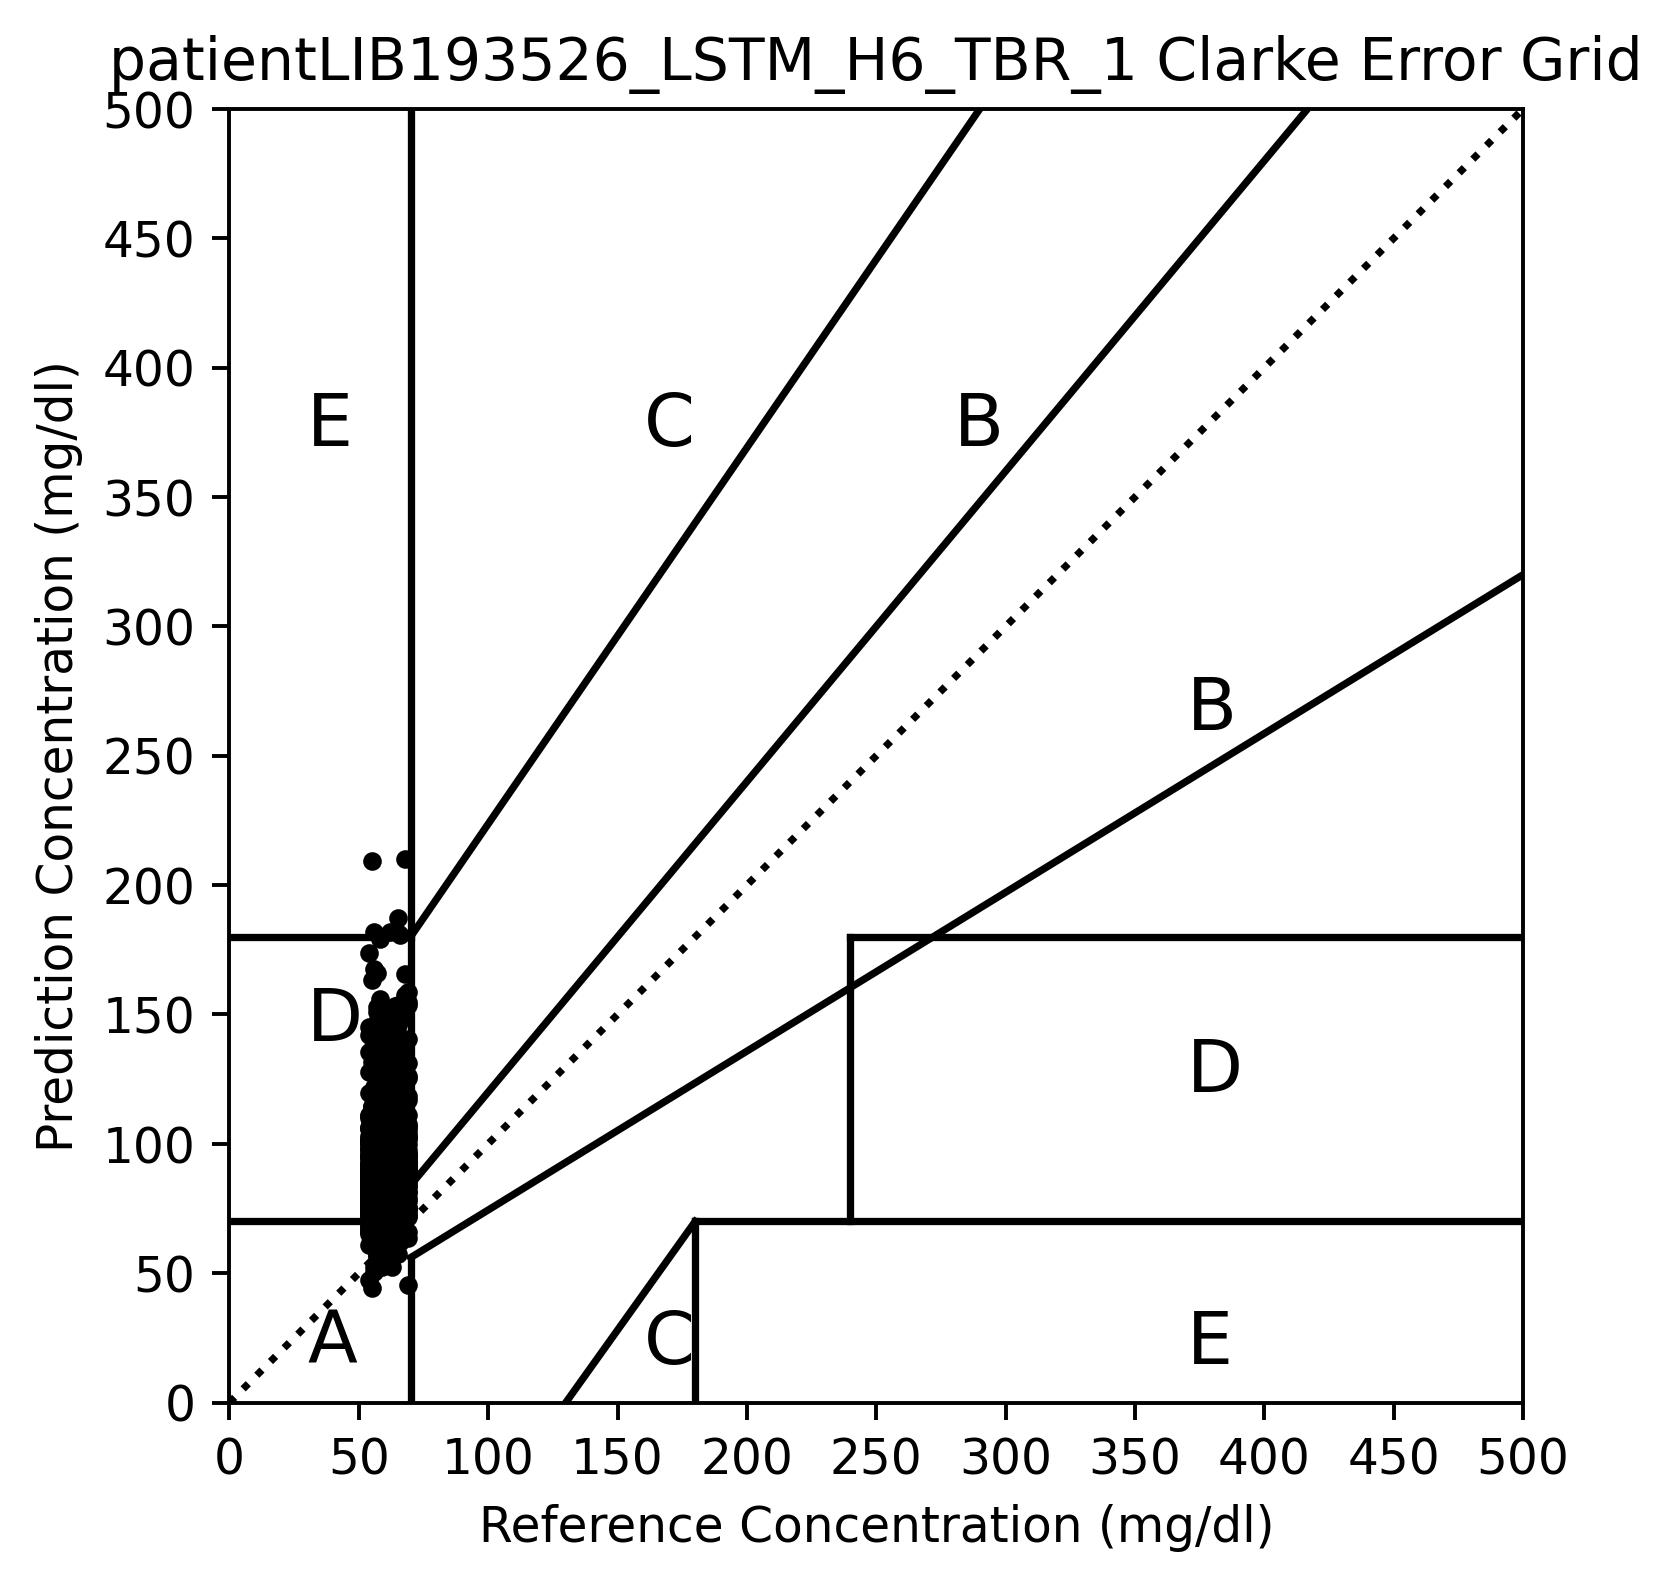 patientLIB193526_LSTM_H6_TBR_1 Clarke Error Grid
Prediction Concentration (mg/dl)
500
450
400
350
300
250
200
150
100
50
0
E
C
B
B
D
D
A
C
E
0 50 100 150 200 250 300 350 400 450 500
Reference Concentration (mg/dl)